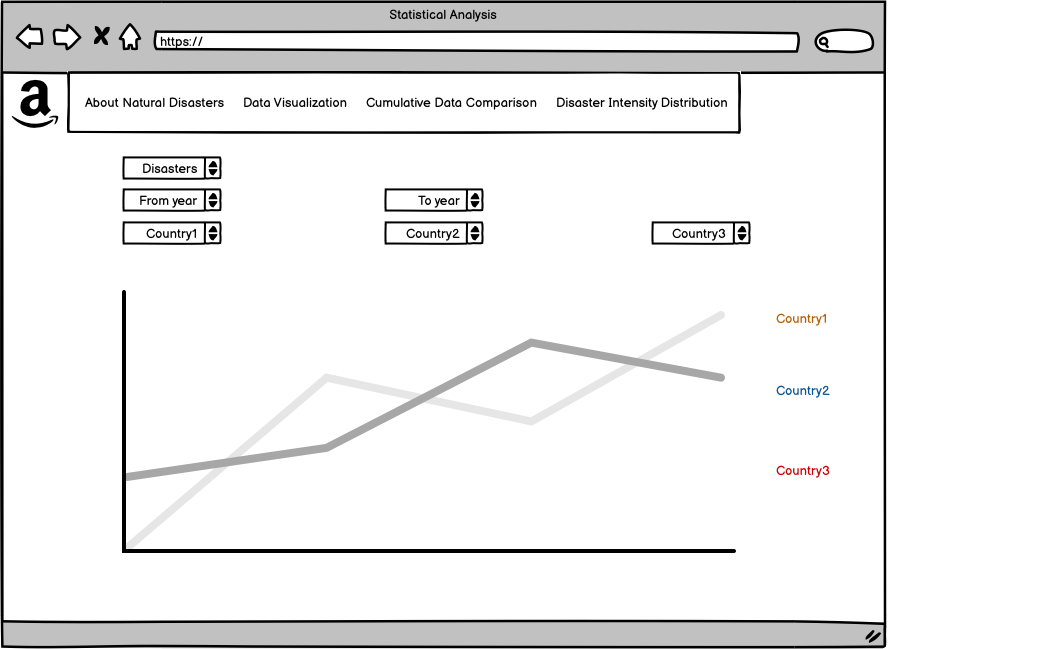 Statistical Analysis
https://
a
About Natural Disasters Data Visualization Cumulative Data Comparison Disaster Intensity Distribution
Disasters
From year To year
Country1 Country2 Country3
Country1
Country2
Country3